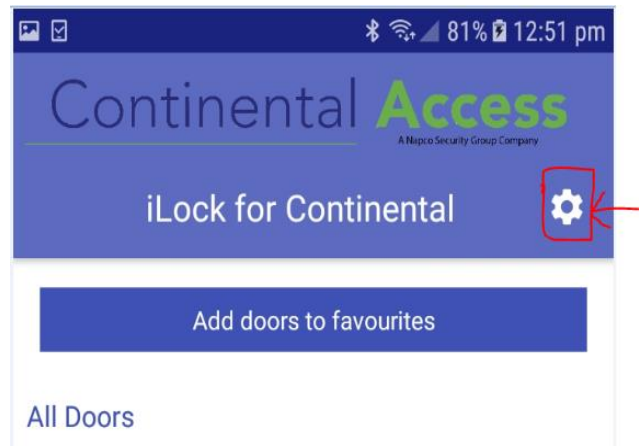 81% 12:51 pm
Continental Access
A Napco Security Group Company
iLock for Continental
Add doors to favourites
All Doors